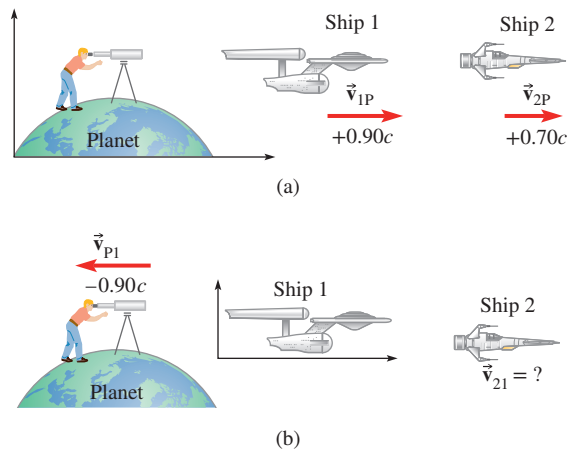 Ship 1
Ship 2
v⃗1P
v⃗2P
+0.90c
+0.70c
Planet
(a)
v⃗P1
−0.90c
Ship 1
Ship 2
v⃗21 = ?
Planet
(b)